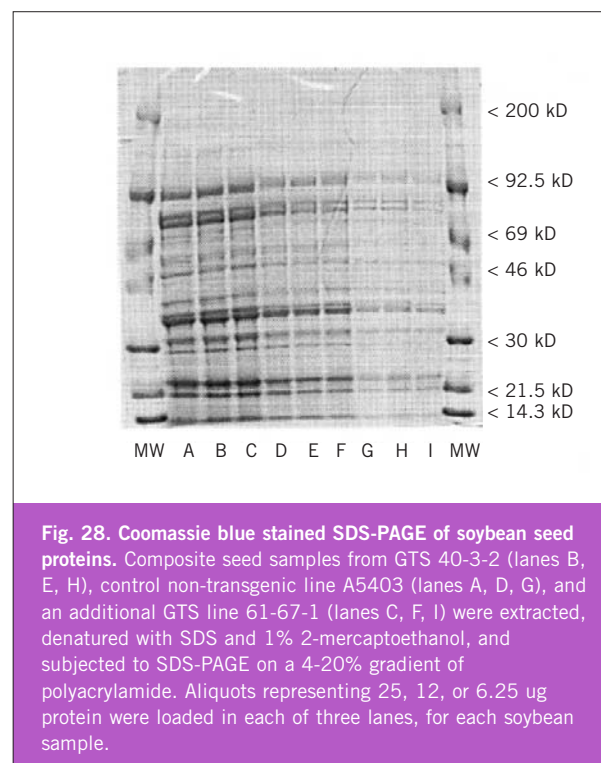 < 200 kD
< 92.5 kD
< 69 kD
< 46 kD
< 30 kD
< 21.5 kD
< 14.3 kD
MW A B C D E F G H I MW
Fig. 28. Coomassie blue stained SDS-PAGE of soybean seed
proteins. Composite seed samples from GTS 40-3-2 (lanes B,
E, H), control non-transgenic line A5403 (lanes A, D, G), and
an additional GTS line 61-67-1 (lanes C, F, I) were extracted,
denatured with SDS and 1% 2-mercaptoethanol, and
subjected to SDS-PAGE on a 4-20% gradient of
polyacrylamide. Aliquots representing 25, 12, or 6.25 ug
protein were loaded in each of three lanes, for each soybean
sample.